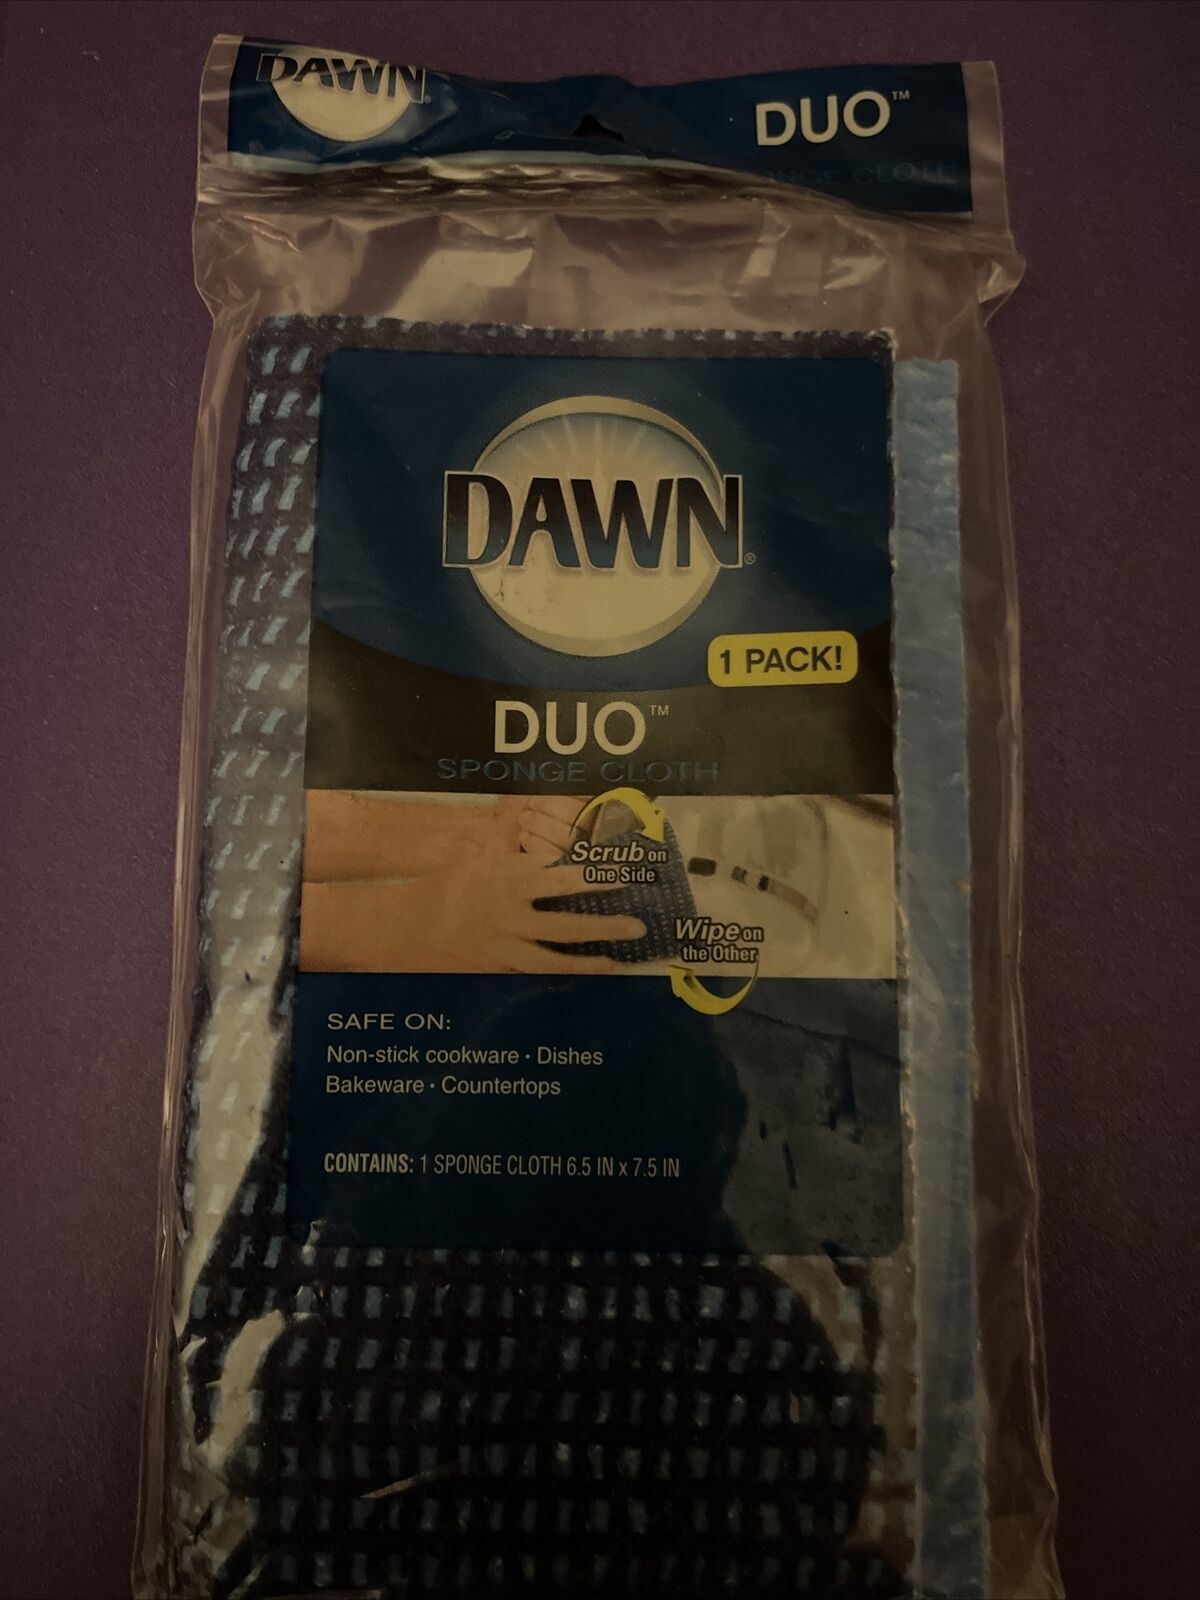 DAWN®
DUO™
SPONGE CLOTH
DAWN®
1 PACK!
DUO™
SPONGE CLOTH
Scrub on
One Side
Wipe on
the Other
SAFE ON:
Non-stick cookware • Dishes
Bakeware • Countertops
CONTAINS: 1 SPONGE CLOTH 6.5 IN x 7.5 IN